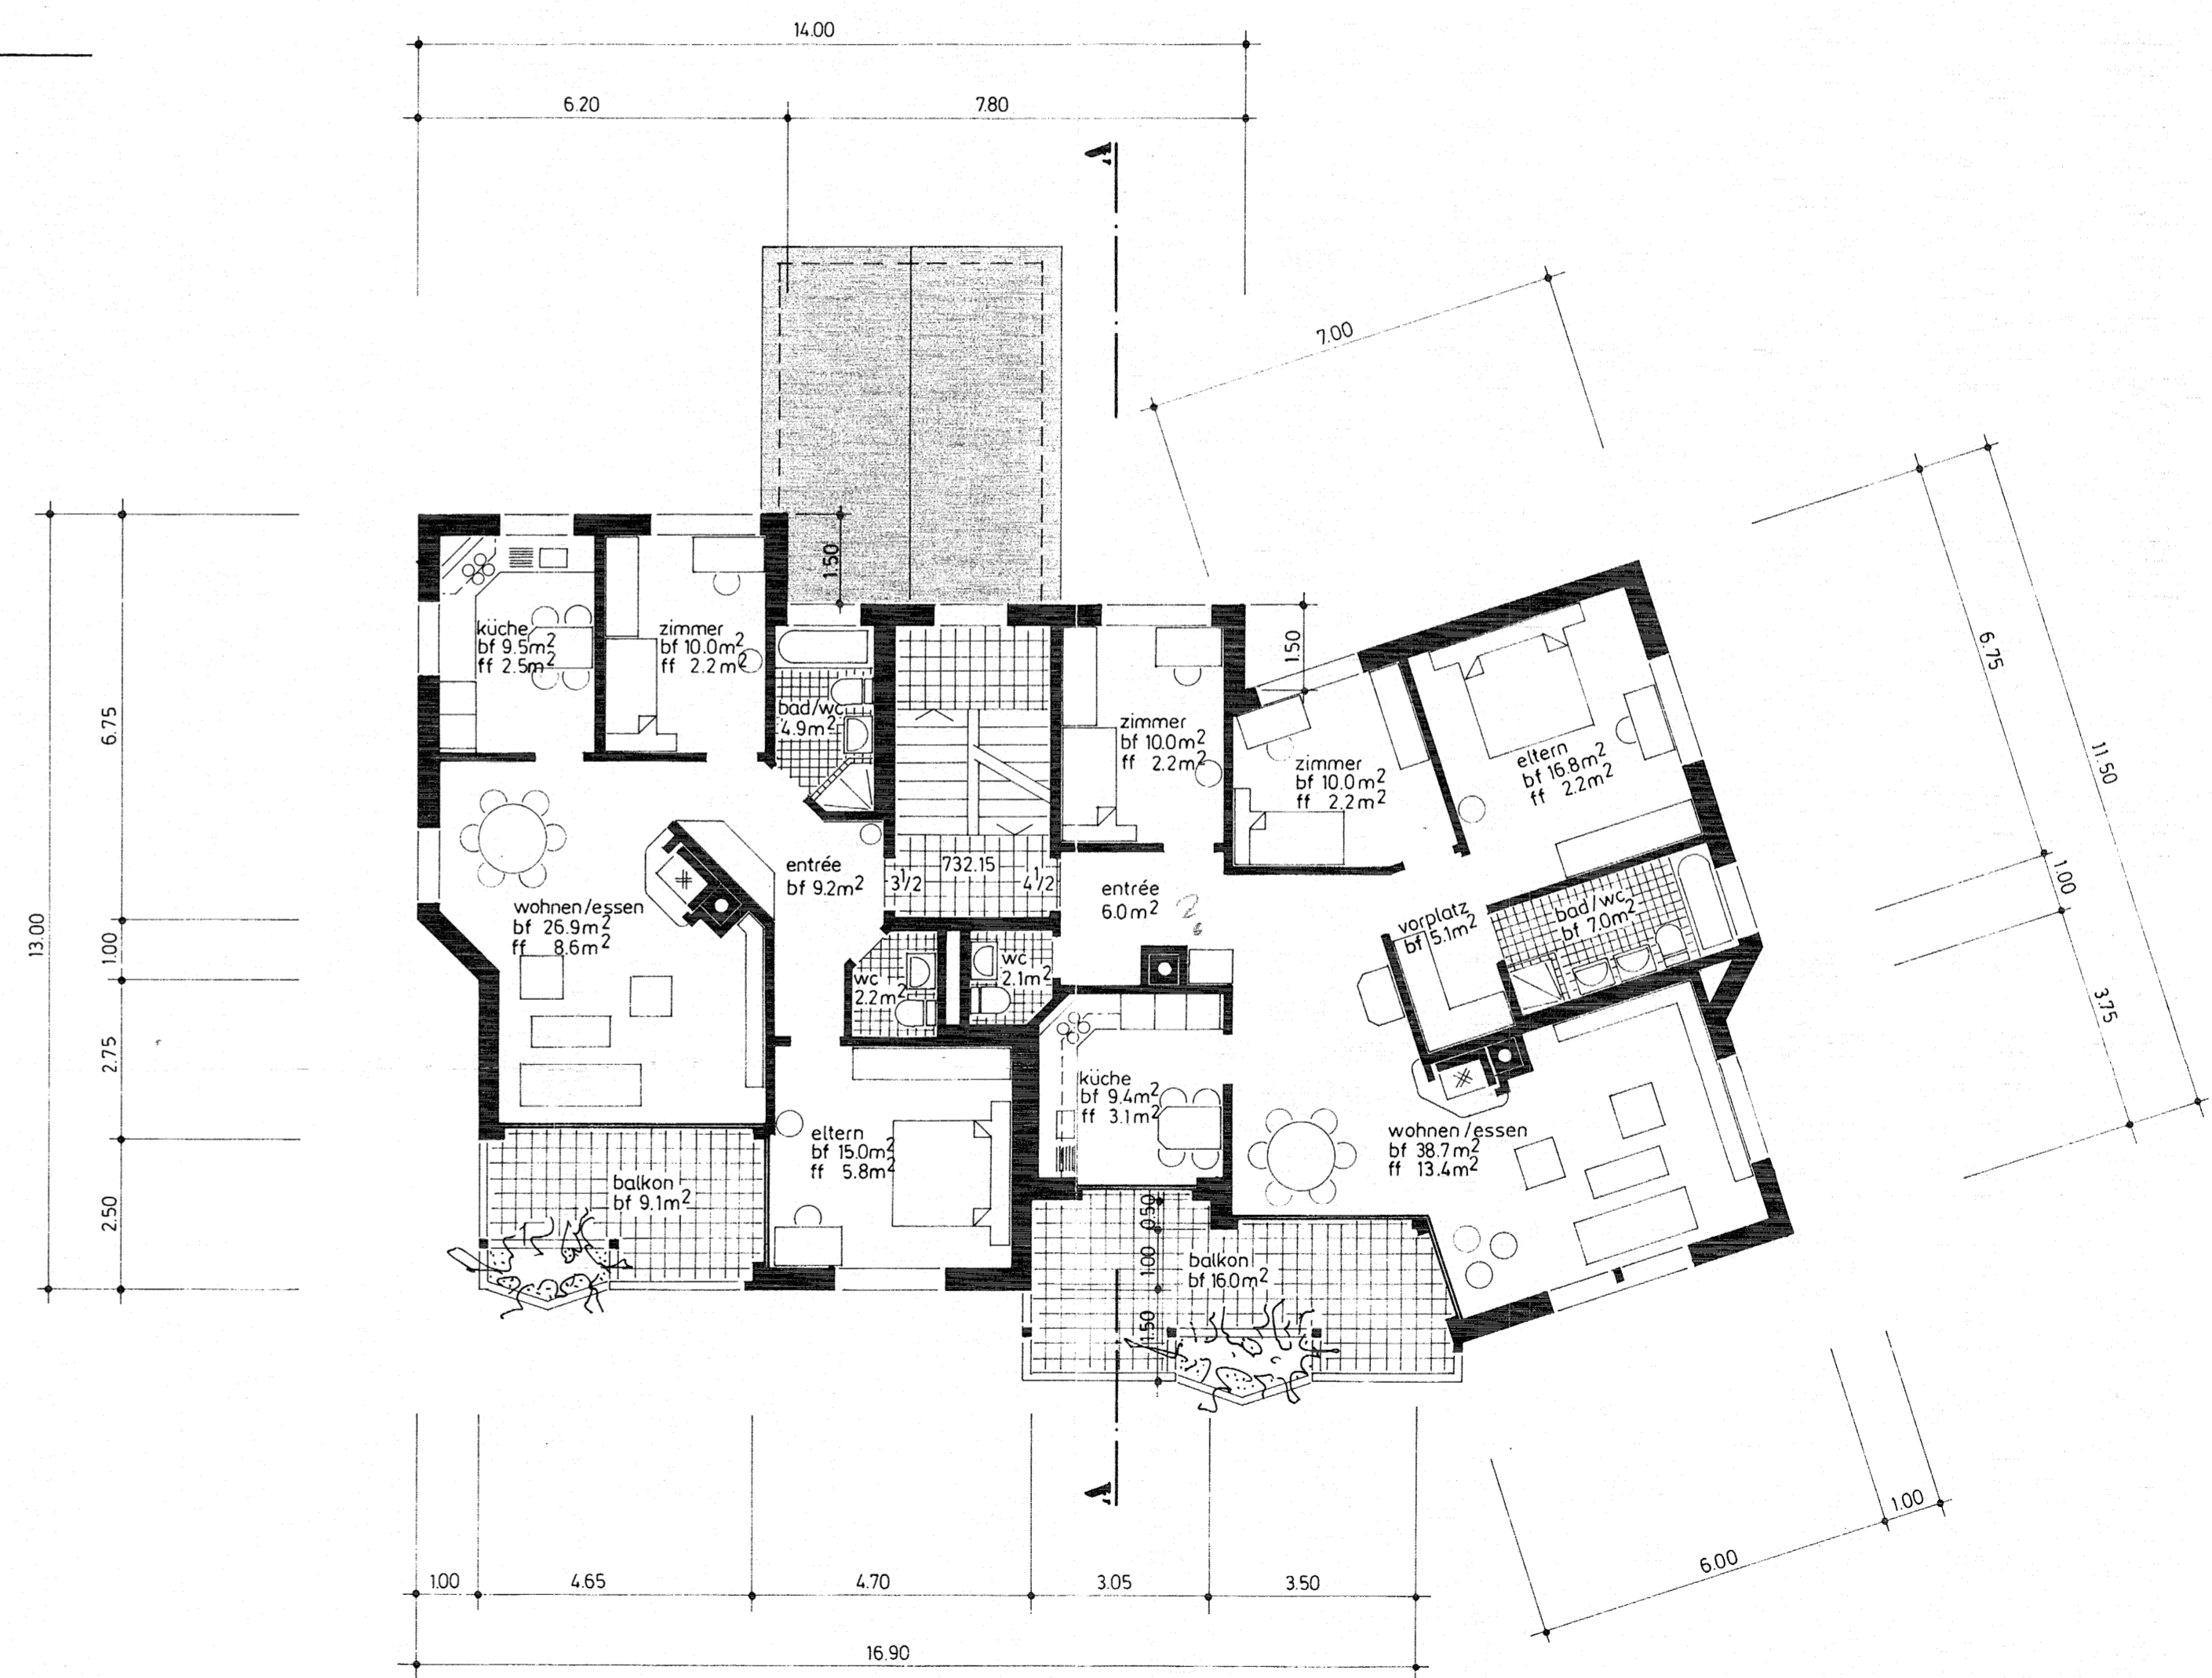 14.00
6.20
7.80
7.00
1.50
1.50
6.75
11.50
1.00
3.75
13.00
6.75
1.00
2.75
2.50
küche
bf 9.5m²
ff 2.5m²
zimmer
bf 10.0m²
ff 2.2m²
bad/wc
4.9m²
zimmer
bf 10.0m²
ff 2.2m²
zimmer
bf 10.0m²
ff 2.2m²
eltern
bf 16.8m²
ff 2.2m²
entrée
bf 9.2m²
3½
732.15
4½
entrée
6.0m²
wohnen/essen
bf 26.9m²
ff 8.6m²
vorplatz
bf 5.1m²
bad/wc
bf 7.0m²
wc
2.2m²
wc
2.1m²
küche
bf 9.4m²
ff 3.1m²
wohnen/essen
bf 38.7m²
ff 13.4m²
eltern
bf 15.0m²
ff 5.8m²
balkon
bf 9.1m²
balkon
bf 16.0m²
0.50
1.00
1.50
1.00
4.65
4.70
3.05
3.50
16.90
6.00
1.00